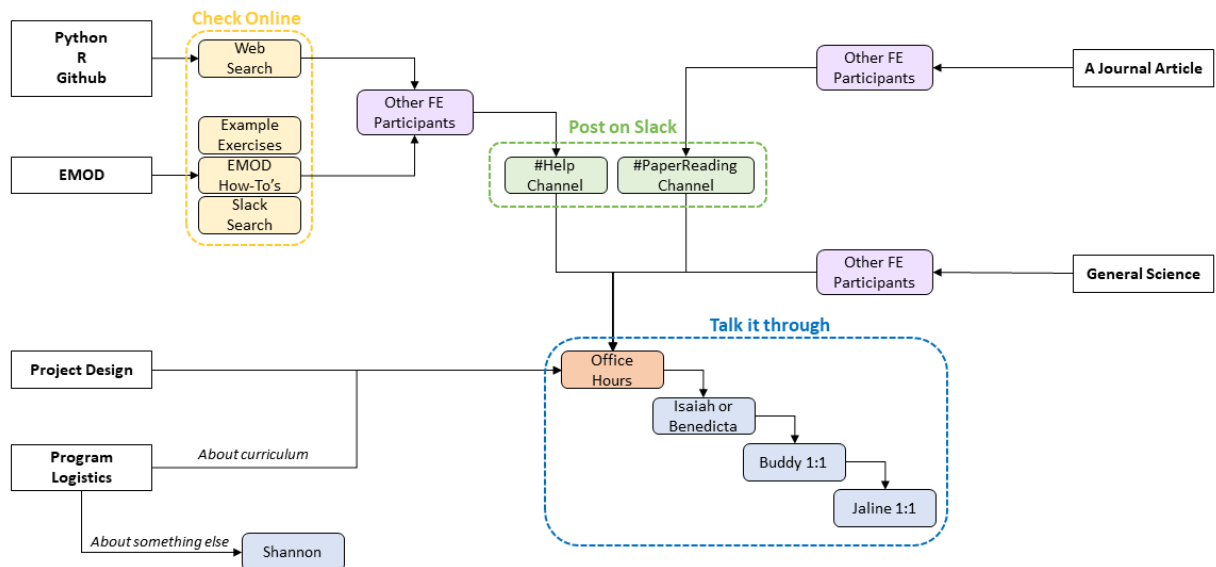 Check Online
Python
R
Github
Web
Search
Other FE
Participants
A Journal Article
Other FE
Participants
Example
Exercises
Post on Slack
EMOD
EMOD
How-To's
#Help
Channel
#PaperReading
Channel
Slack
Search
Other FE
Participants
General Science
Talk it through
Project Design
Office
Hours
Isaiah or
Benedicta
Program
Logistics
About curriculum
Buddy 1:1
Jaline 1:1
About something else
Shannon